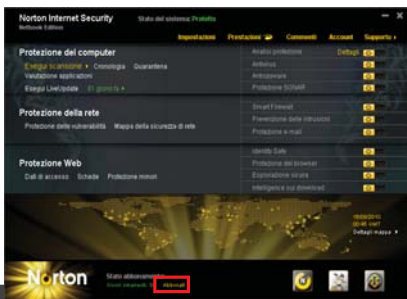 Norton Internet Security
Netbook Edition
Stato del sistema: Protetto
Impostazioni Prestazioni Commenti Account Supporto
Protezione del computer
Esegui scansione Cronologia Quarantena
Valutazione applicazioni
Esegui LiveUpdate
Analisi protezione Dettagli
Antivirus
Antispyware
Protezione SONAR
Protezione della rete
Protezione delle vulnerabilità Mappa della sicurezza di rete
Smart Firewall
Prevenzione delle intrusioni
Protezione e-mail
Protezione Web
Dati di accesso Schede Protezione minori
Identity Safe
Protezione del browser
Esplorazione sicura
Intelligence sui download
Dettagli mappa
Norton
Stato abbonamento
Abbonati